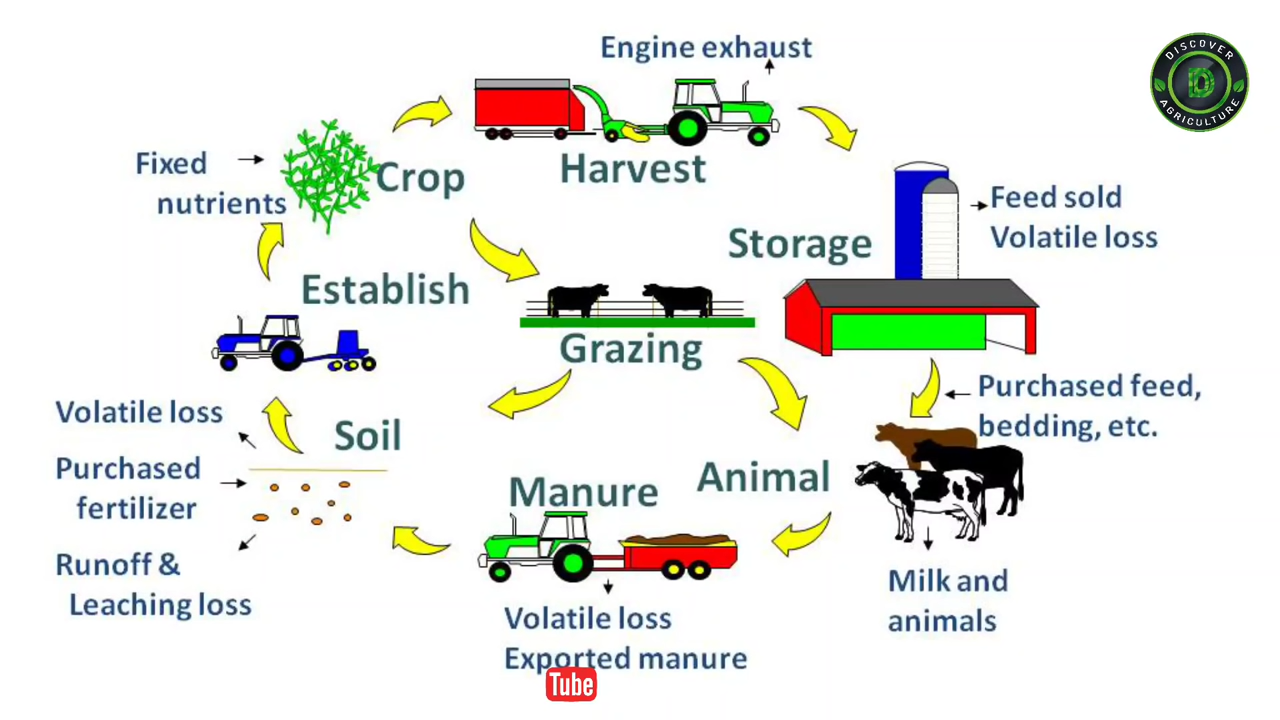 Engine exhaust
DISCOVER
D
AGRICULTURE
Fixed
nutrients
Crop
Harvest
Feed sold
Volatile loss
Storage
Establish
Grazing
Purchased feed,
bedding, etc.
Volatile loss
Soil
Purchased
fertilizer
Manure
Animal
Runoff &
Leaching loss
Milk and
animals
Volatile loss
Exported manure
Tube